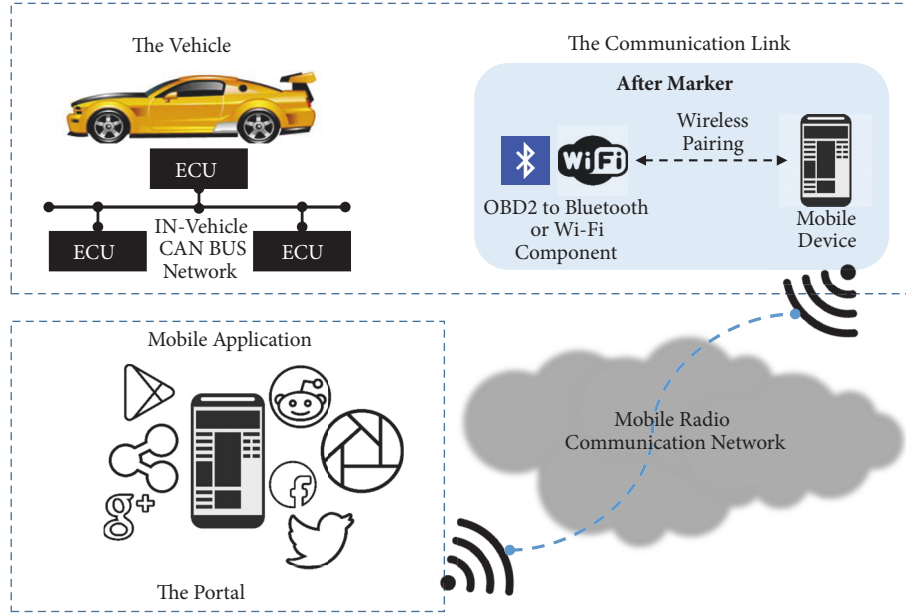 The Vehicle
ECU
IN-Vehicle
CAN BUS
Network
ECU
ECU
The Communication Link
After Marker
Wireless
Pairing
WiFi
OBD2 to Bluetooth
or Wi-Fi
Component
Mobile
Device
Mobile Application
g+
f
The Portal
Mobile Radio
Communication Network